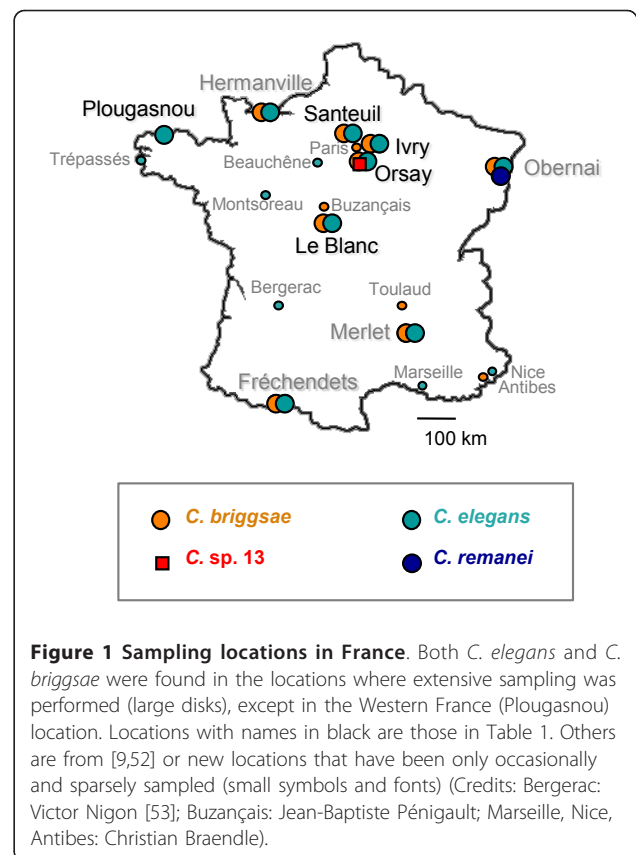 Hermanville
Plougasnou
Santeuil
Paris
Ivry
Trépassés
Beauchêne
Orsay
Obernai
Montsoreau
Buzançais
Le Blanc
Bergerac
Toulaud
Merlet
Fréchendets
Marseille
Nice
Antibes
100 km
C. briggsae
C. elegans
C. sp. 13
C. remanei
Figure 1 Sampling locations in France. Both C. elegans and C.
briggsae were found in the locations where extensive sampling was
performed (large disks), except in the Western France (Plougasnou)
location. Locations with names in black are those in Table 1. Others
are from [9,52] or new locations that have been only occasionally
and sparsely sampled (small symbols and fonts) (Credits: Bergerac:
Victor Nigon [53]; Buzançais: Jean-Baptiste Pénigault; Marseille, Nice,
Antibes: Christian Braendle).